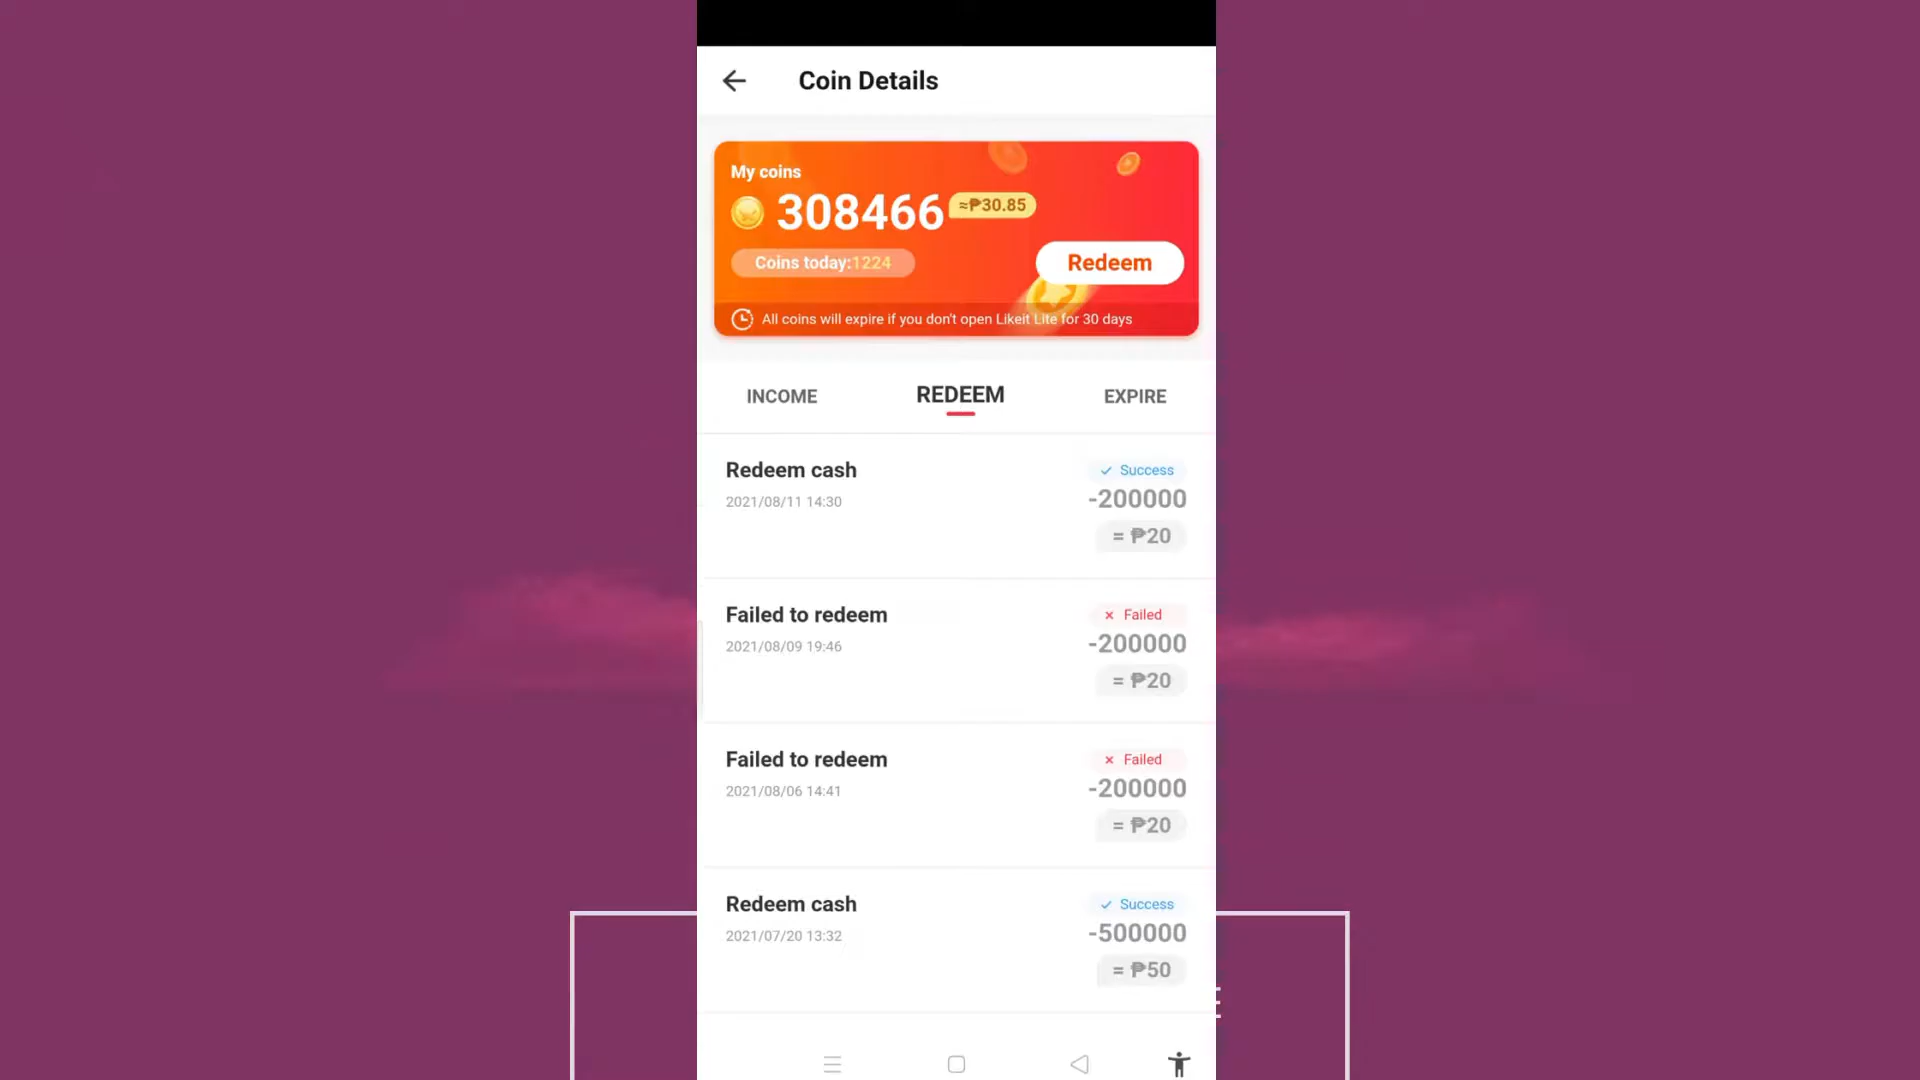 Coin Details
My coins
308466 ≈₱30.85
Coins today:1224
Redeem
All coins will expire if you don't open Likeit Lite for 30 days
INCOME REDEEM EXPIRE
Redeem cash Success
2021/08/11 14:30 -200000
= ₱20
Failed to redeem Failed
2021/08/09 19:46 -200000
= ₱20
Failed to redeem Failed
2021/08/06 14:41 -200000
= ₱20
Redeem cash Success
2021/07/20 13:32 -500000
= ₱50